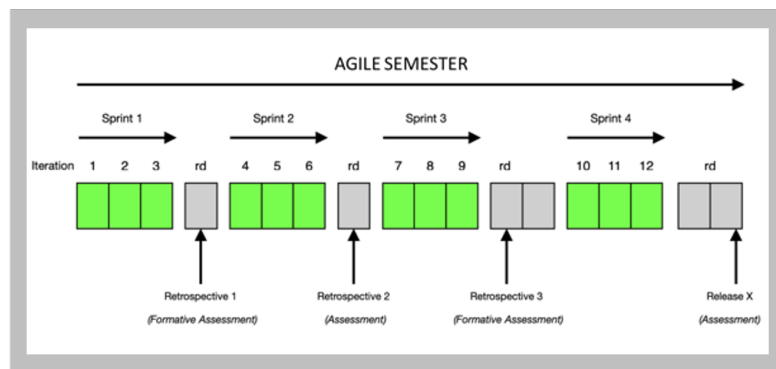 AGILE SEMESTER
Sprint 1 Sprint 2 Sprint 3 Sprint 4
Iteration 1 2 3 rd 4 5 6 rd 7 8 9 rd 10 11 12 rd
Retrospective 1 Retrospective 2 Retrospective 3 Release X
(Formative Assessment) (Assessment) (Formative Assessment) (Assessment)